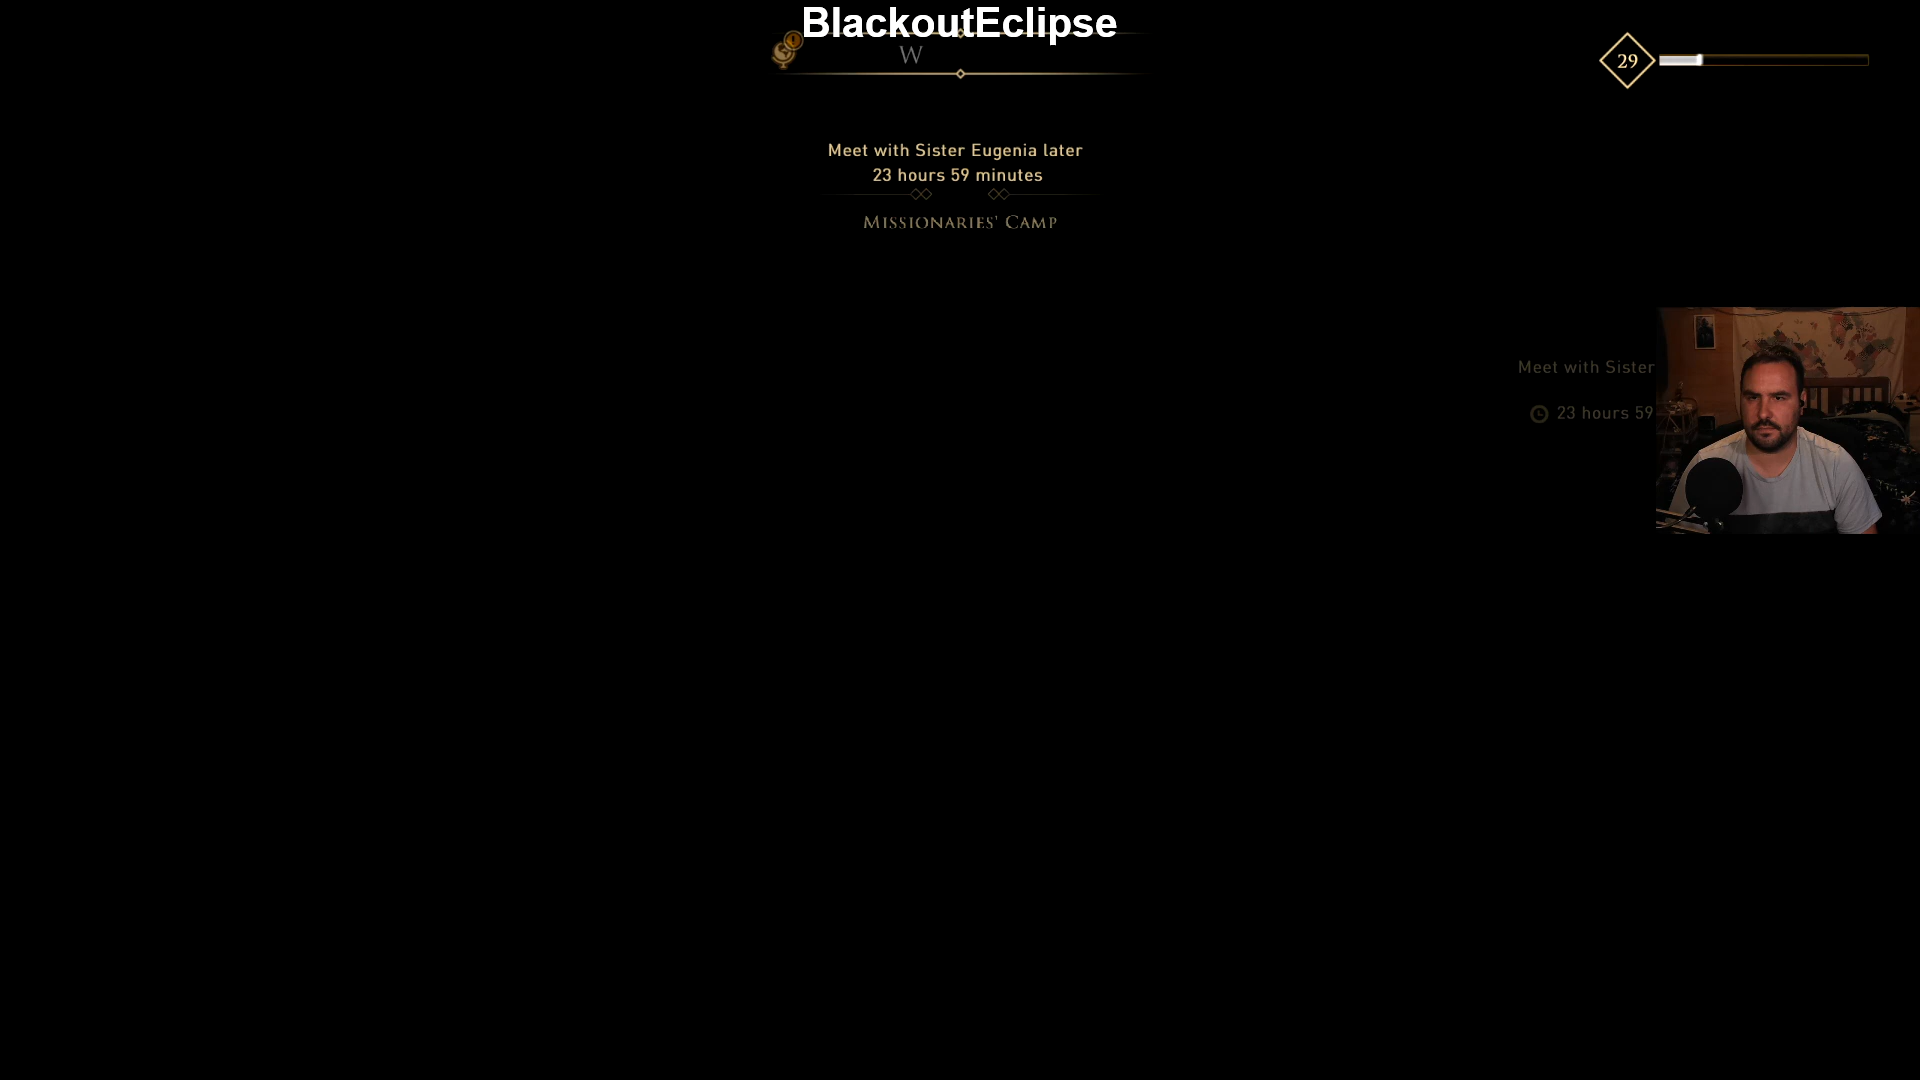 BlackoutEclipse
W
29
Meet with Sister Eugenia later
23 hours 59 minutes
Missionaries' Camp
Meet with Sister
23 hours 59